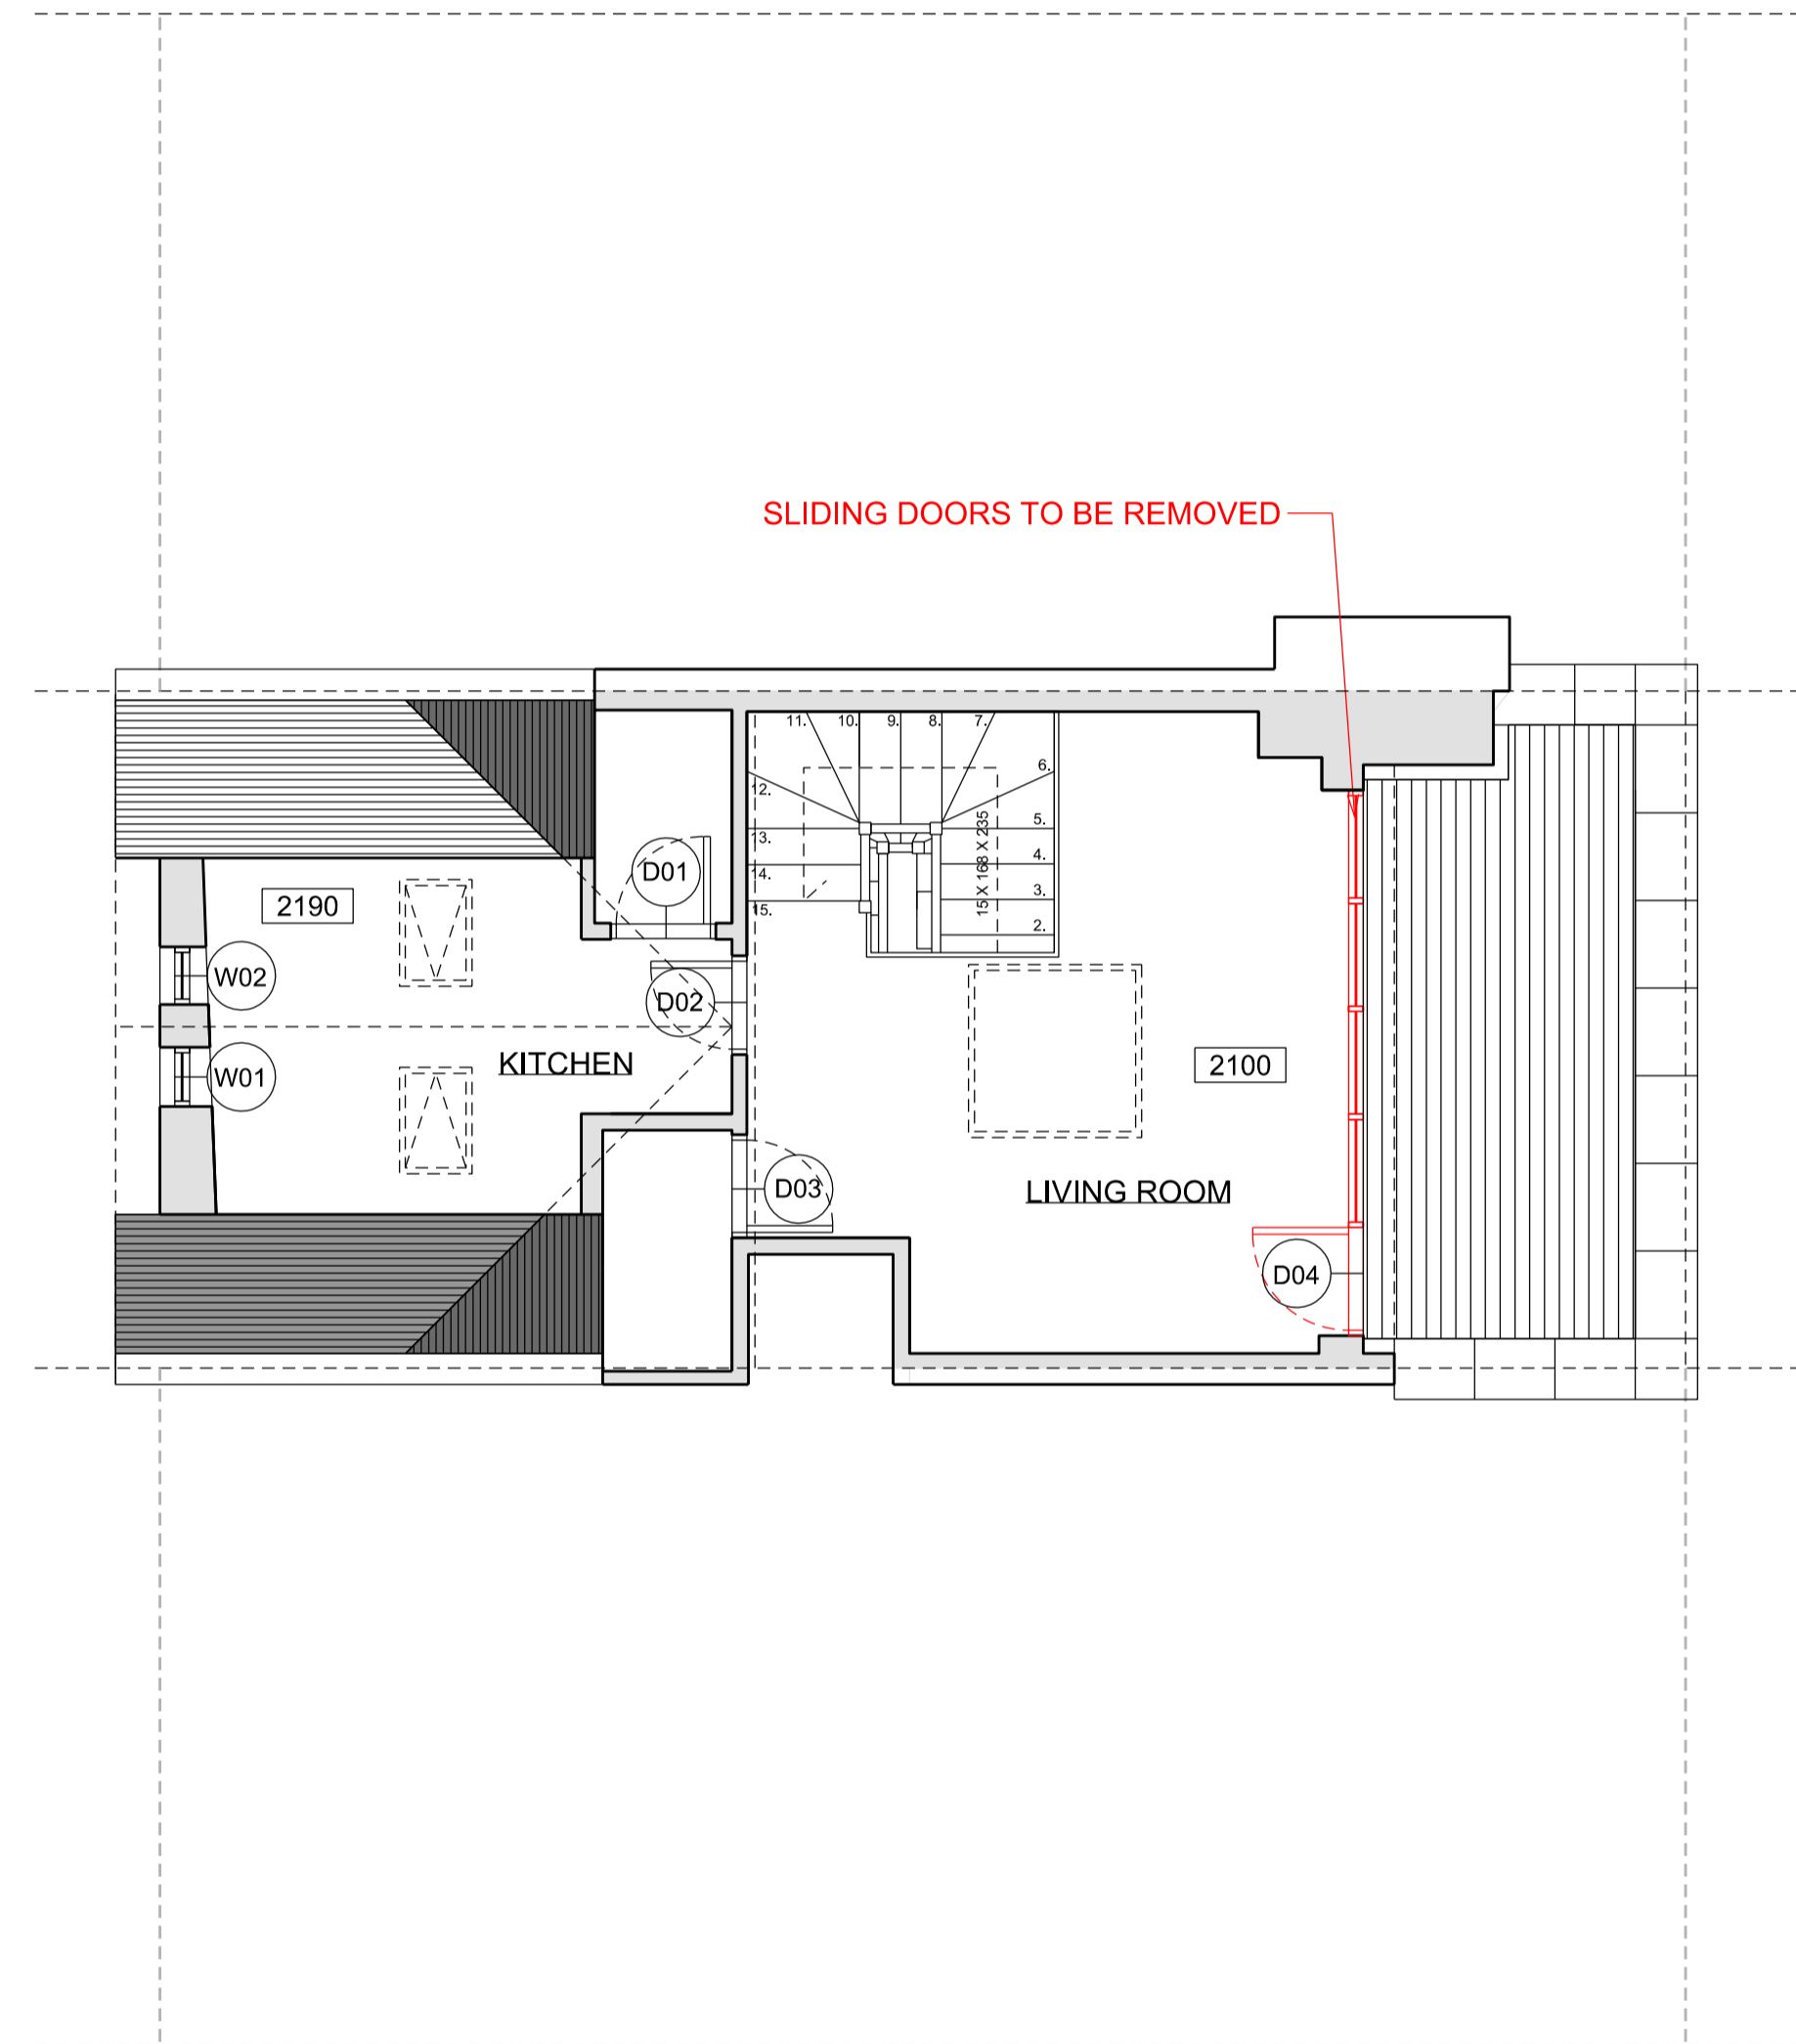 SLIDING DOORS TO BE REMOVED
11.
10.
9.
8.
7.
6.
12.
5.
13.
4.
14.
3.
15.
2.
15 X 168 X 235
D01
2190
W02
D02
KITCHEN
2100
W01
D03
LIVING ROOM
D04